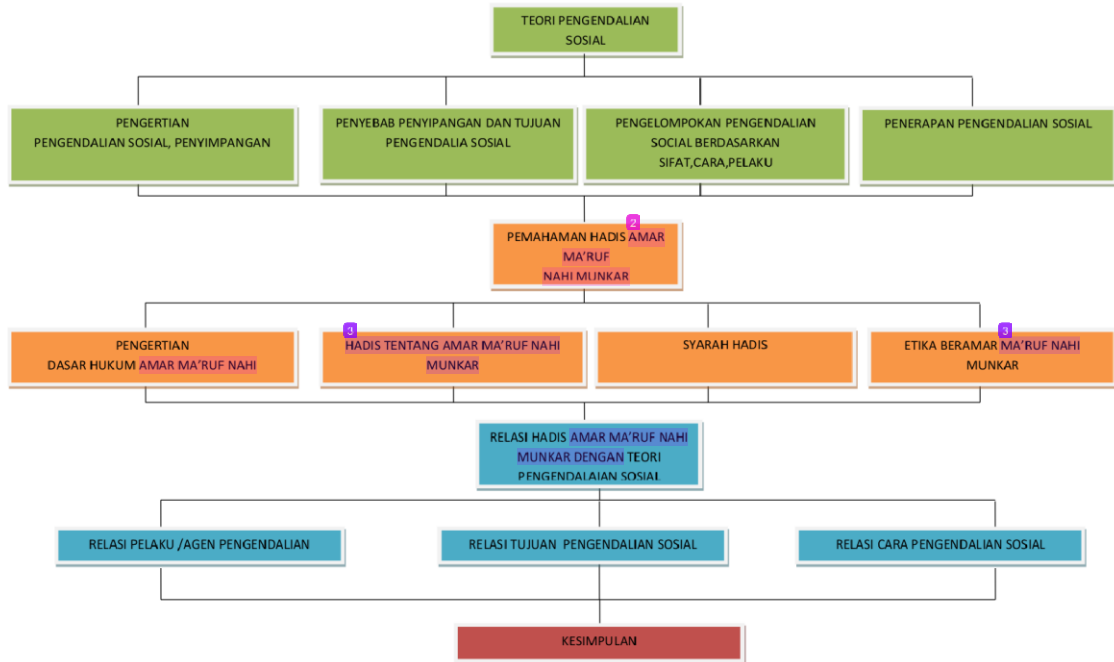 TEORI PENGENDALIAN
SOSIAL
PENGERTIAN
PENGENDALIAN SOSIAL, PENYIMPANGAN
PENYEBAB PENYIPANGAN DAN TUJUAN
PENGENDALIA SOSIAL
PENGELOMPOKAN PENGENDALIAN
SOCIAL BERDASARKAN
SIFAT,CARA,PELAKU
PENERAPAN PENGENDALIAN SOSIAL
2
PEMAHAMAN HADIS AMAR
MA'RUF
NAHI MUNKAR
PENGERTIAN
DASAR HUKUM AMAR MA'RUF NAHI
3
HADIS TENTANG AMAR MA'RUF NAHI
MUNKAR
SYARAH HADIS
3
ETIKA BERAMAR MA'RUF NAHI
MUNKAR
RELASI HADIS AMAR MA'RUF NAHI
MUNKAR DENGAN TEORI
PENGENDALAIAN SOSIAL
RELASI PELAKU /AGEN PENGENDALIAN
RELASI TUJUAN PENGENDALIAN SOSIAL
RELASI CARA PENGENDALIAN SOSIAL
KESIMPULAN